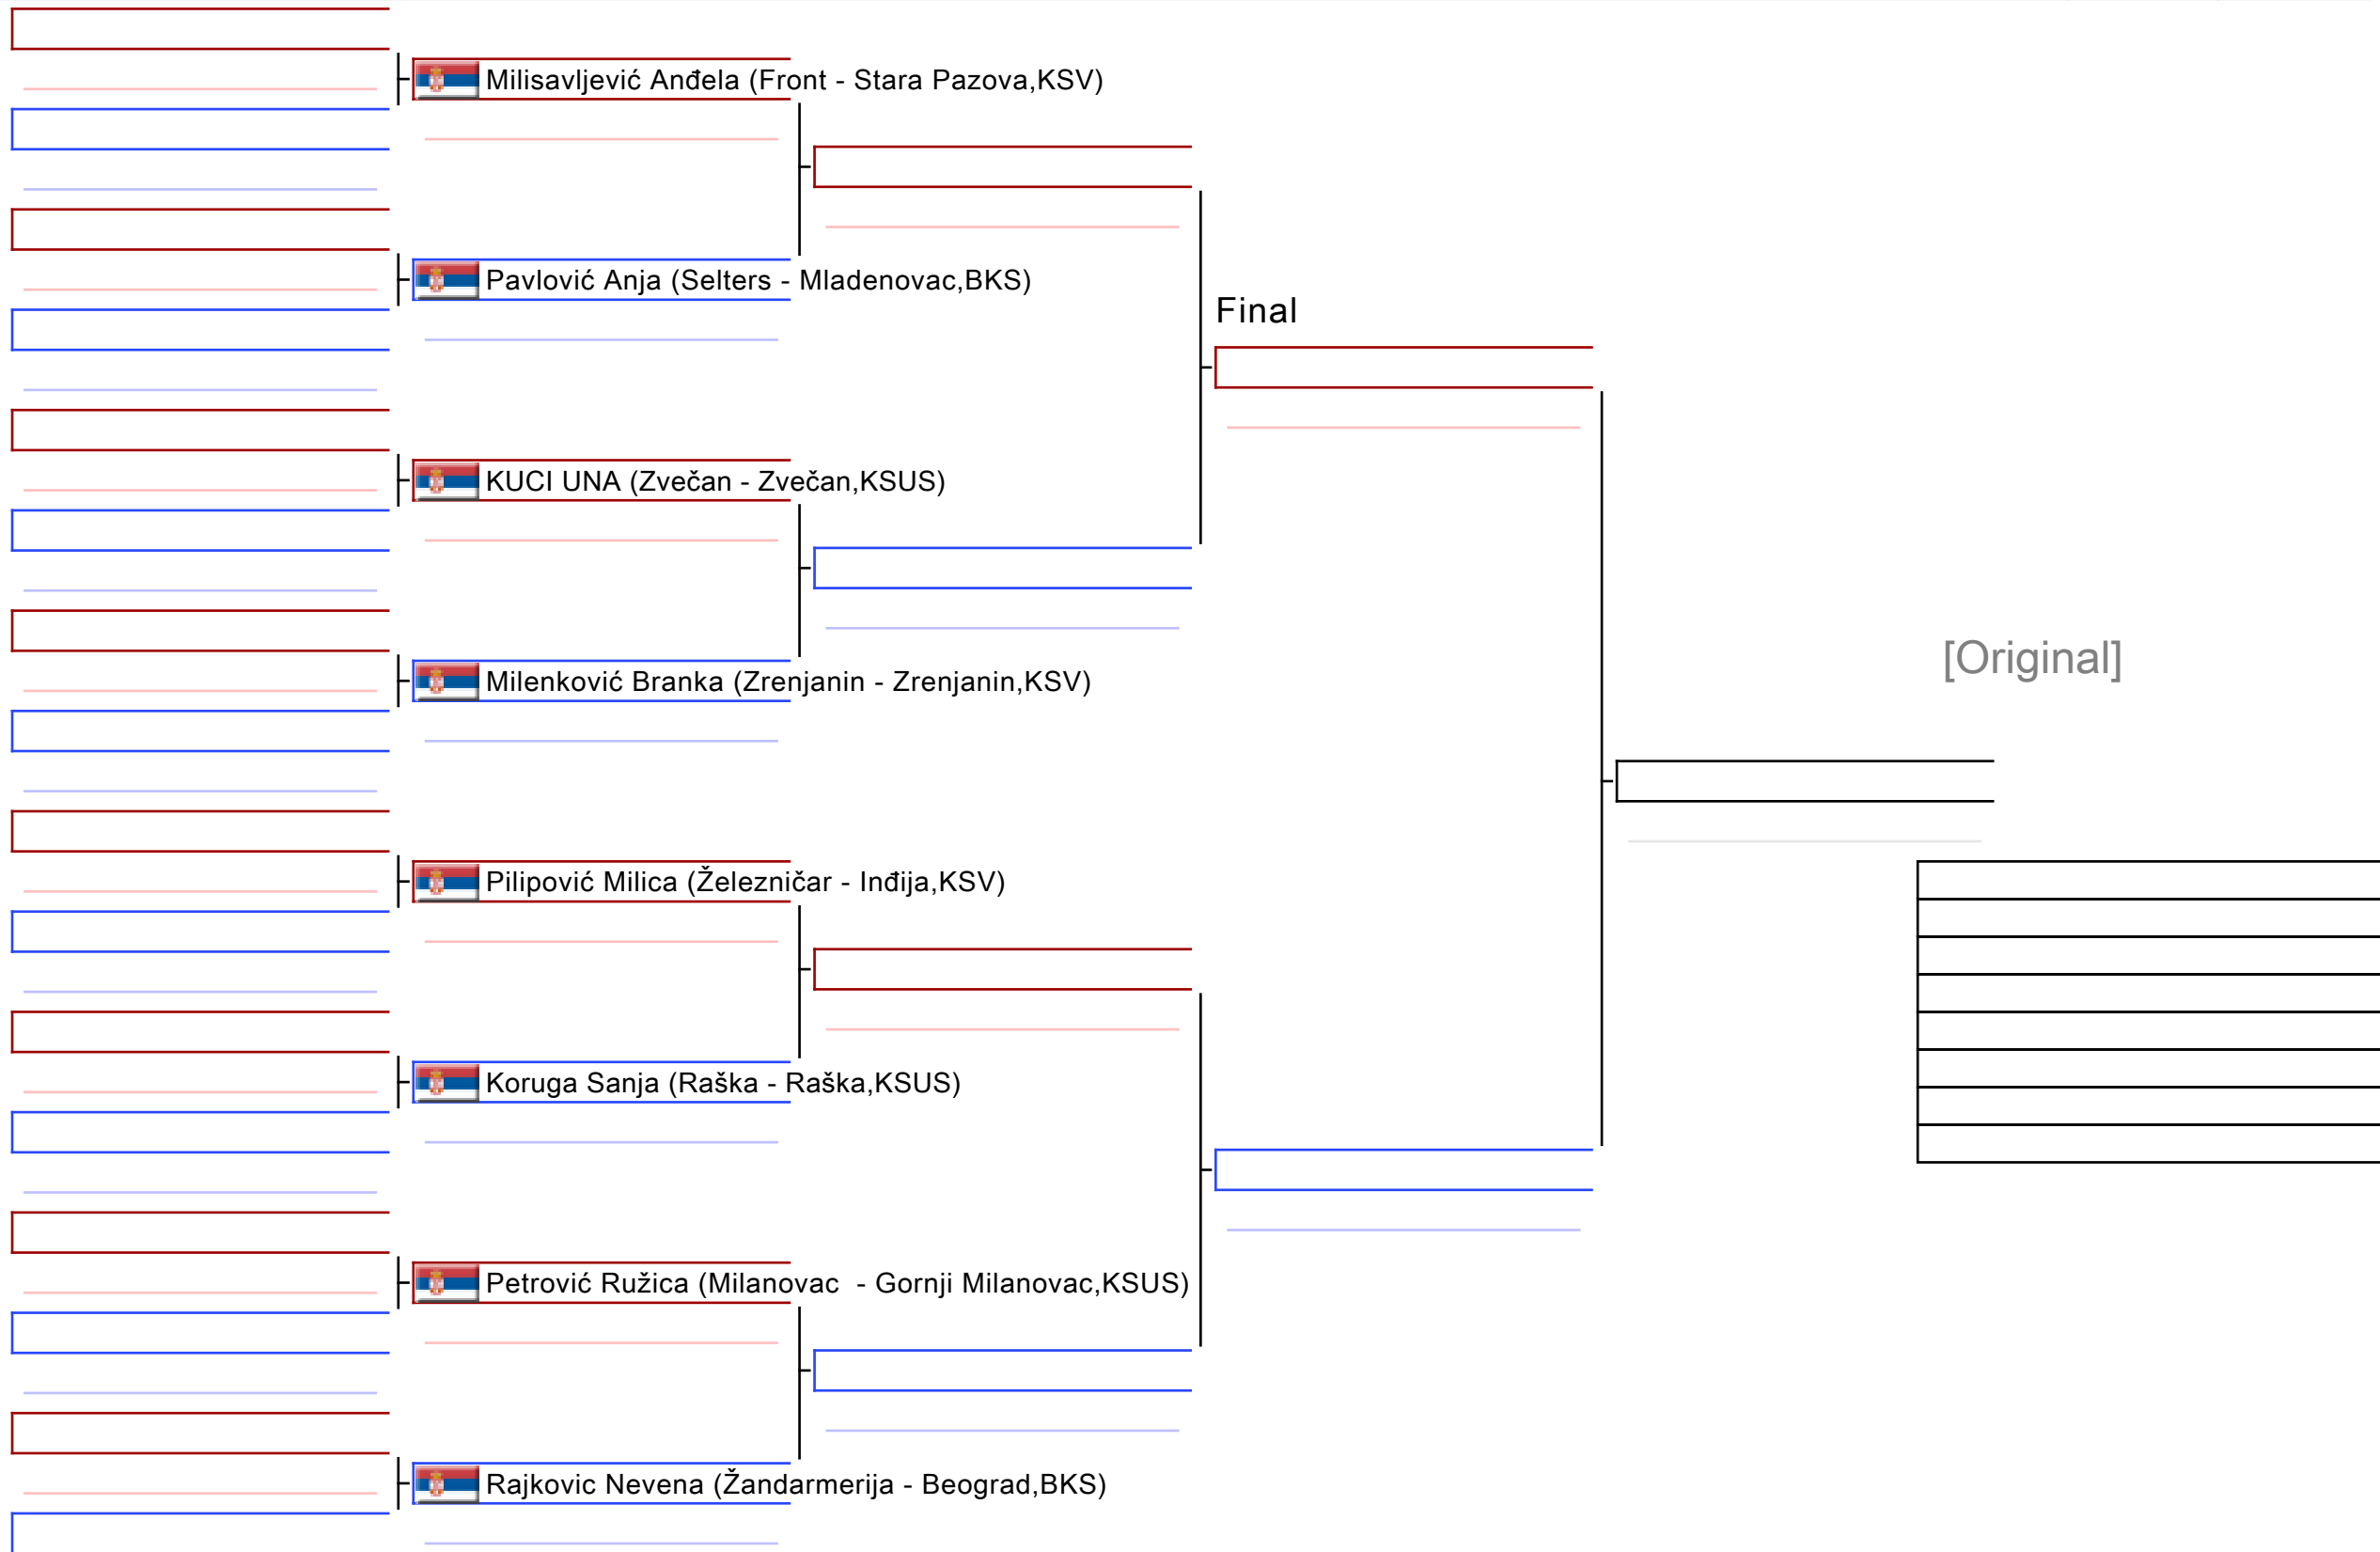 Milisavljević Anđela (Front - Stara Pazova,KSV)
Pavlović Anja (Selters - Mladenovac,BKS)
Final
KUCI UNA (Zvečan - Zvečan,KSUS)
[Original]
Milenković Branka (Zrenjanin - Zrenjanin,KSV)
Pilipović Milica (Železničar - Inđija,KSV)
Koruga Sanja (Raška - Raška,KSUS)
Petrović Ružica (Milanovac  - Gornji Milanovac,KSUS)
Rajkovic Nevena (Žandarmerija - Beograd,BKS)